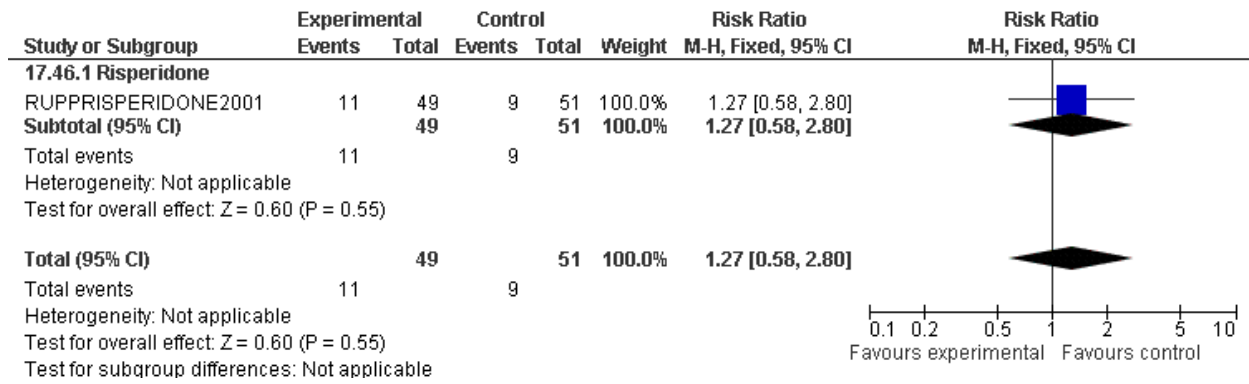 Experimental Control Risk Ratio Risk Ratio
Study or Subgroup Events Total Events Total Weight M-H, Fixed, 95% CI M-H, Fixed, 95% CI
17.46.1 Risperidone
RUPPRISPERIDONE2001 11 49 9 51 100.0% 1.27 [0.58, 2.80]
Subtotal (95% CI) 49 51 100.0% 1.27 [0.58, 2.80]
Total events 11 9
Heterogeneity: Not applicable
Test for overall effect: Z = 0.60 (P = 0.55)
Total (95% CI) 49 51 100.0% 1.27 [0.58, 2.80]
Total events 11 9
Heterogeneity: Not applicable
Test for overall effect: Z = 0.60 (P = 0.55)
Test for subgroup differences: Not applicable
0.1 0.2 0.5 1 2 5 10
Favours experimental Favours control